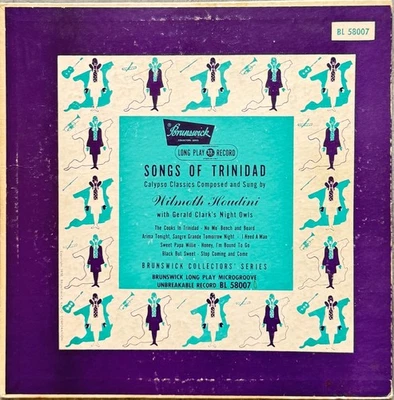 BL 58007
Brunswick
LONG PLAY RECORD
SONGS OF TRINIDAD
Calypso Classics Composed and Sung by
Wilmoth Houdini
with Gerald Clark's Night Owls
The Cooks in Trinidad - No Mo' Bench and Board
Arima Tonight, Sangre Grande Tomorrow Night - I Need A Man
Sweet Papa Willie - Honey, I'm Bound To Go
Black But Sweet - Stop Coming and Come
BRUNSWICK COLLECTORS' SERIES
BRUNSWICK LONG PLAY MICROGROOVE
UNBREAKABLE RECORD BL 58007